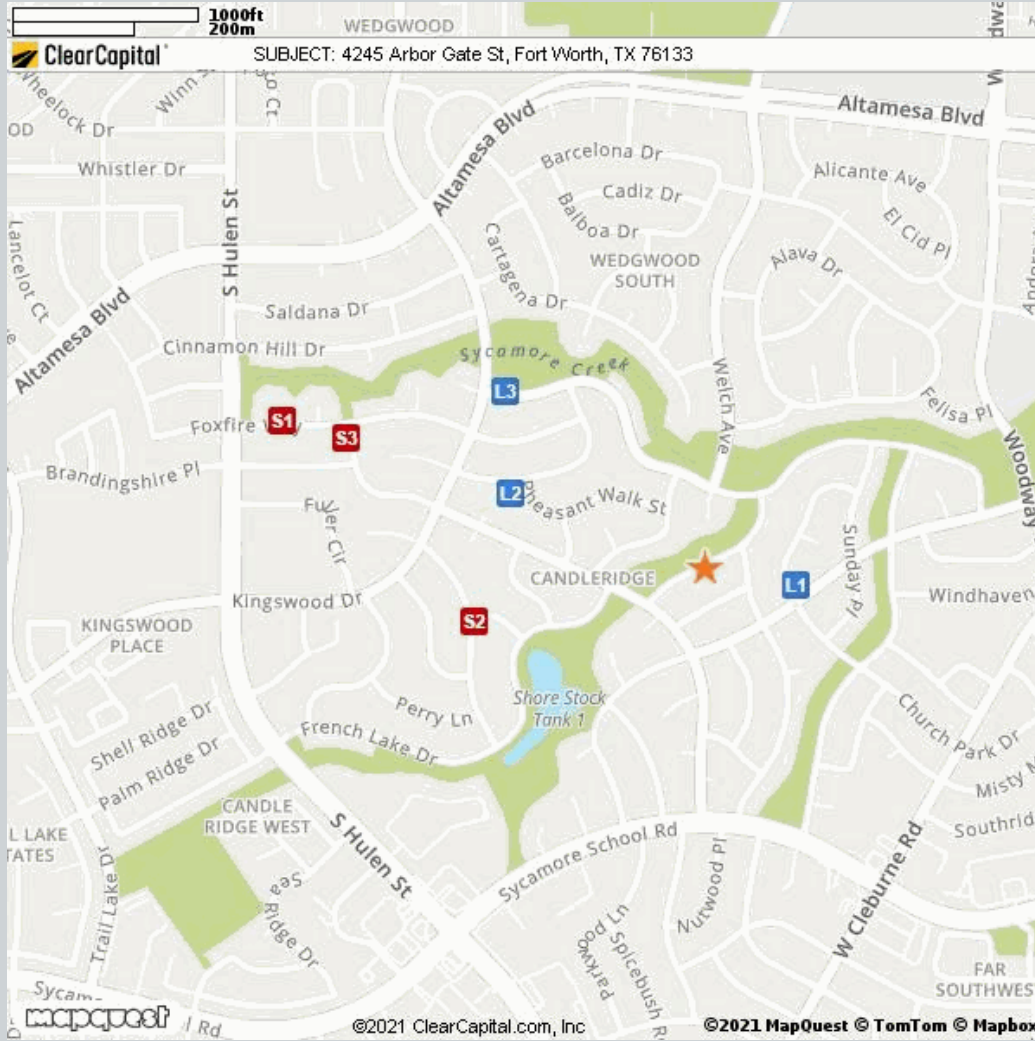 1000ft
200m
WEDGWOOD
ClearCapital
SUBJECT: 4245 Arbor Gate St, Fort Worth, TX 76133
Wheelock Dr
Winn
Altamesa Blvd
Altamesa Blvd
Barcelona Dr
Whistler Dr
Alicante Ave
Cadiz Dr
S Hulen St
Balboa Dr
El Cid Pl
Lancelot Ct
Cartagena Dr
WEDGWOOD
SOUTH
Alava Dr
Saldana Dr
Altamesa Blvd
Cinnamon Hill Dr
Sycamore Creek
Welch Ave
L3
Felisa Pl
S1
Foxfire
S3
Woodway
Brandingshire Pl
L2
Pheasant Walk St
Sunday Pl
CANDLERIDGE
L1
Kingswood Dr
Windhaven
KINGSWOOD
PLACE
S2
Shore Stock
Tank 1
Perry Ln
Shell Ridge Dr
French Lake Dr
Church Park Dr
Palm Ridge Dr
Misty
CANDLE
RIDGE WEST
S Hulen St
Sycamore School Rd
Southrid
L LAKE
TATES
W Cleburne Rd
Nutwood Pl
Trail Lake Dr
Sea Ridge Dr
Spicebush R
FAR
SOUTHWES
mapquest
l Rd
©2021 ClearCapital.com, Inc
©2021 MapQuest © TomTom © Mapbox